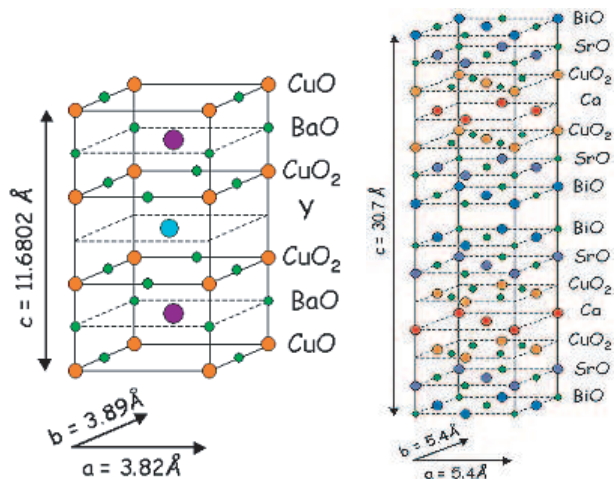 CuO
BaO
CuO₂
Y
CuO₂
BaO
CuO
c = 11.6802 Å
b = 3.89Å
a = 3.82Å
BiO
SrO
CuO₂
Ca
CuO₂
SrO
BiO
BiO
SrO
CuO₂
Ca
CuO₂
SrO
BiO
c = 30.7 Å
b = 5.4Å
a = 5.4Å